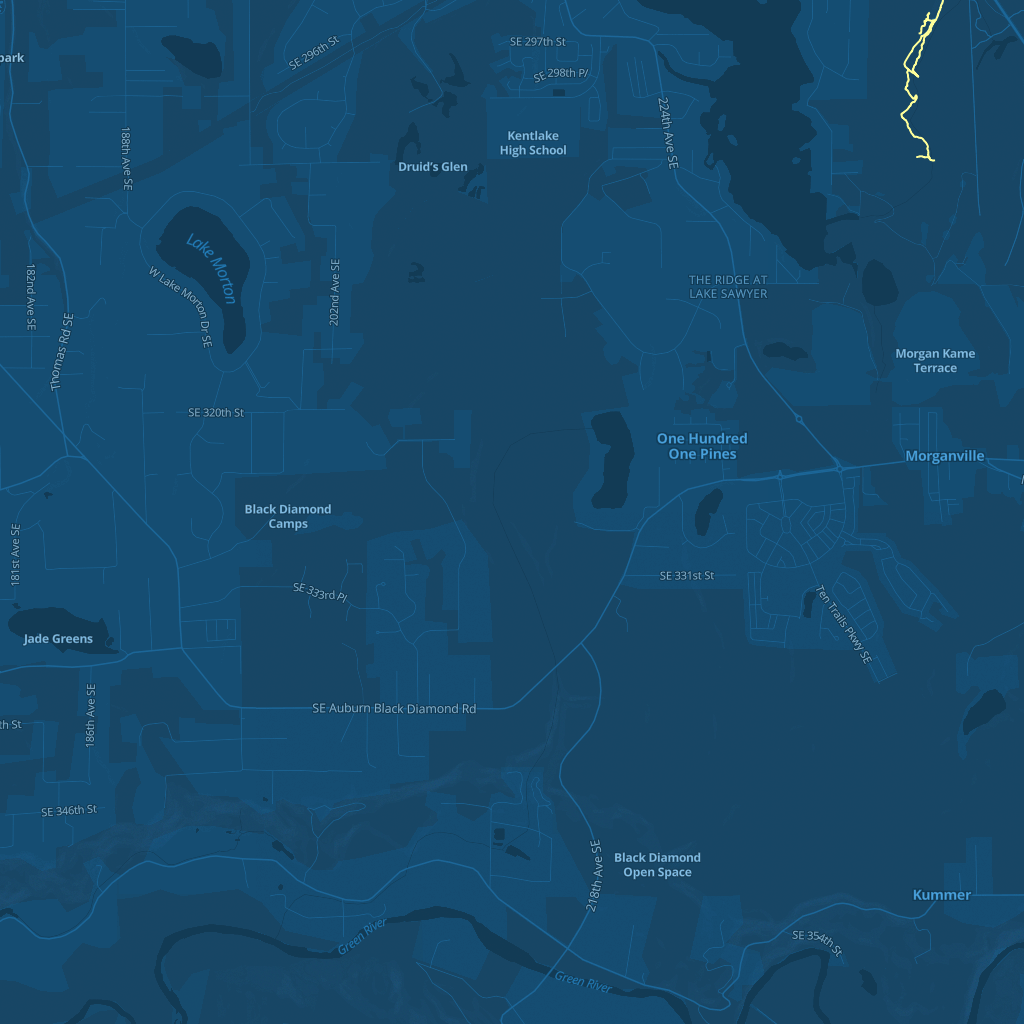 SE 296th St
SE 297th St
park
SE 298th Pl
224th Ave SE
Kentlake
High School
188th Ave SE
Druid's Glen
Lake Morton
W Lake Morton Dr SE
182nd Ave SE
202nd Ave SE
THE RIDGE AT
LAKE SAWYER
Thomas Rd SE
Morgan Kame
Terrace
SE 320th St
One Hundred
One Pines
Morganville
Black Diamond
Camps
181st Ave SE
SE 331st St
SE 333rd Pl
Ten Trails Pkwy SE
Jade Greens
186th Ave SE
SE Auburn Black Diamond Rd
th St
SE 346th St
218th Ave SE
Black Diamond
Open Space
Kummer
Green River
SE 354th St
Green River